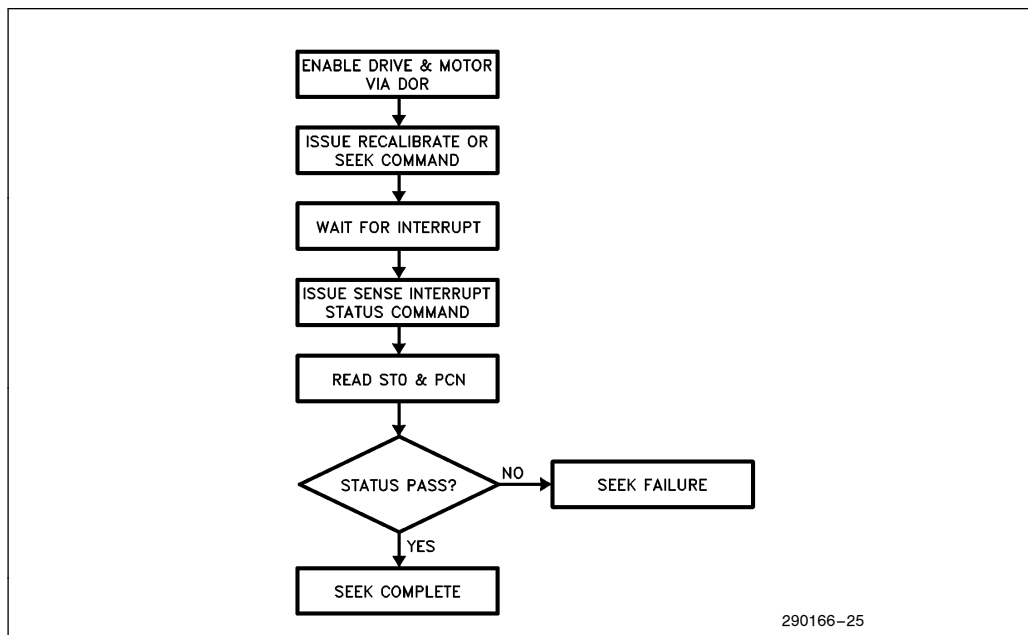 ENABLE DRIVE & MOTOR
VIA DOR
ISSUE RECALIBRATE OR
SEEK COMMAND
WAIT FOR INTERRUPT
ISSUE SENSE INTERRUPT
STATUS COMMAND
READ ST0 & PCN
STATUS PASS?
NO
SEEK FAILURE
YES
SEEK COMPLETE
290166–25